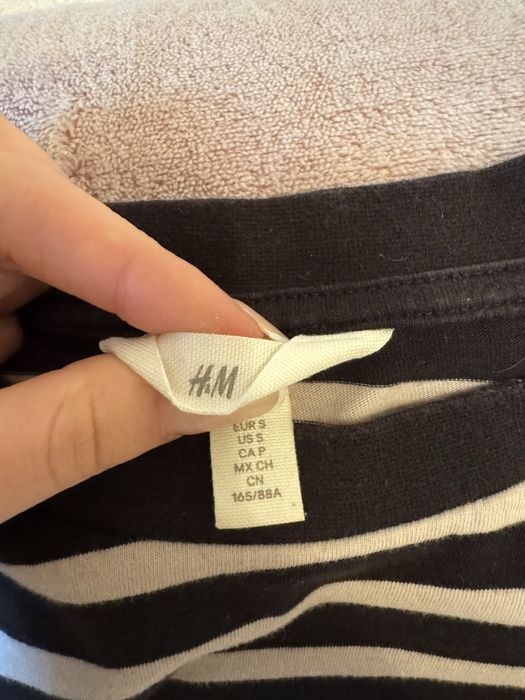 H&M
EUR S
US S
CA P
MX CH
CN
165/88A